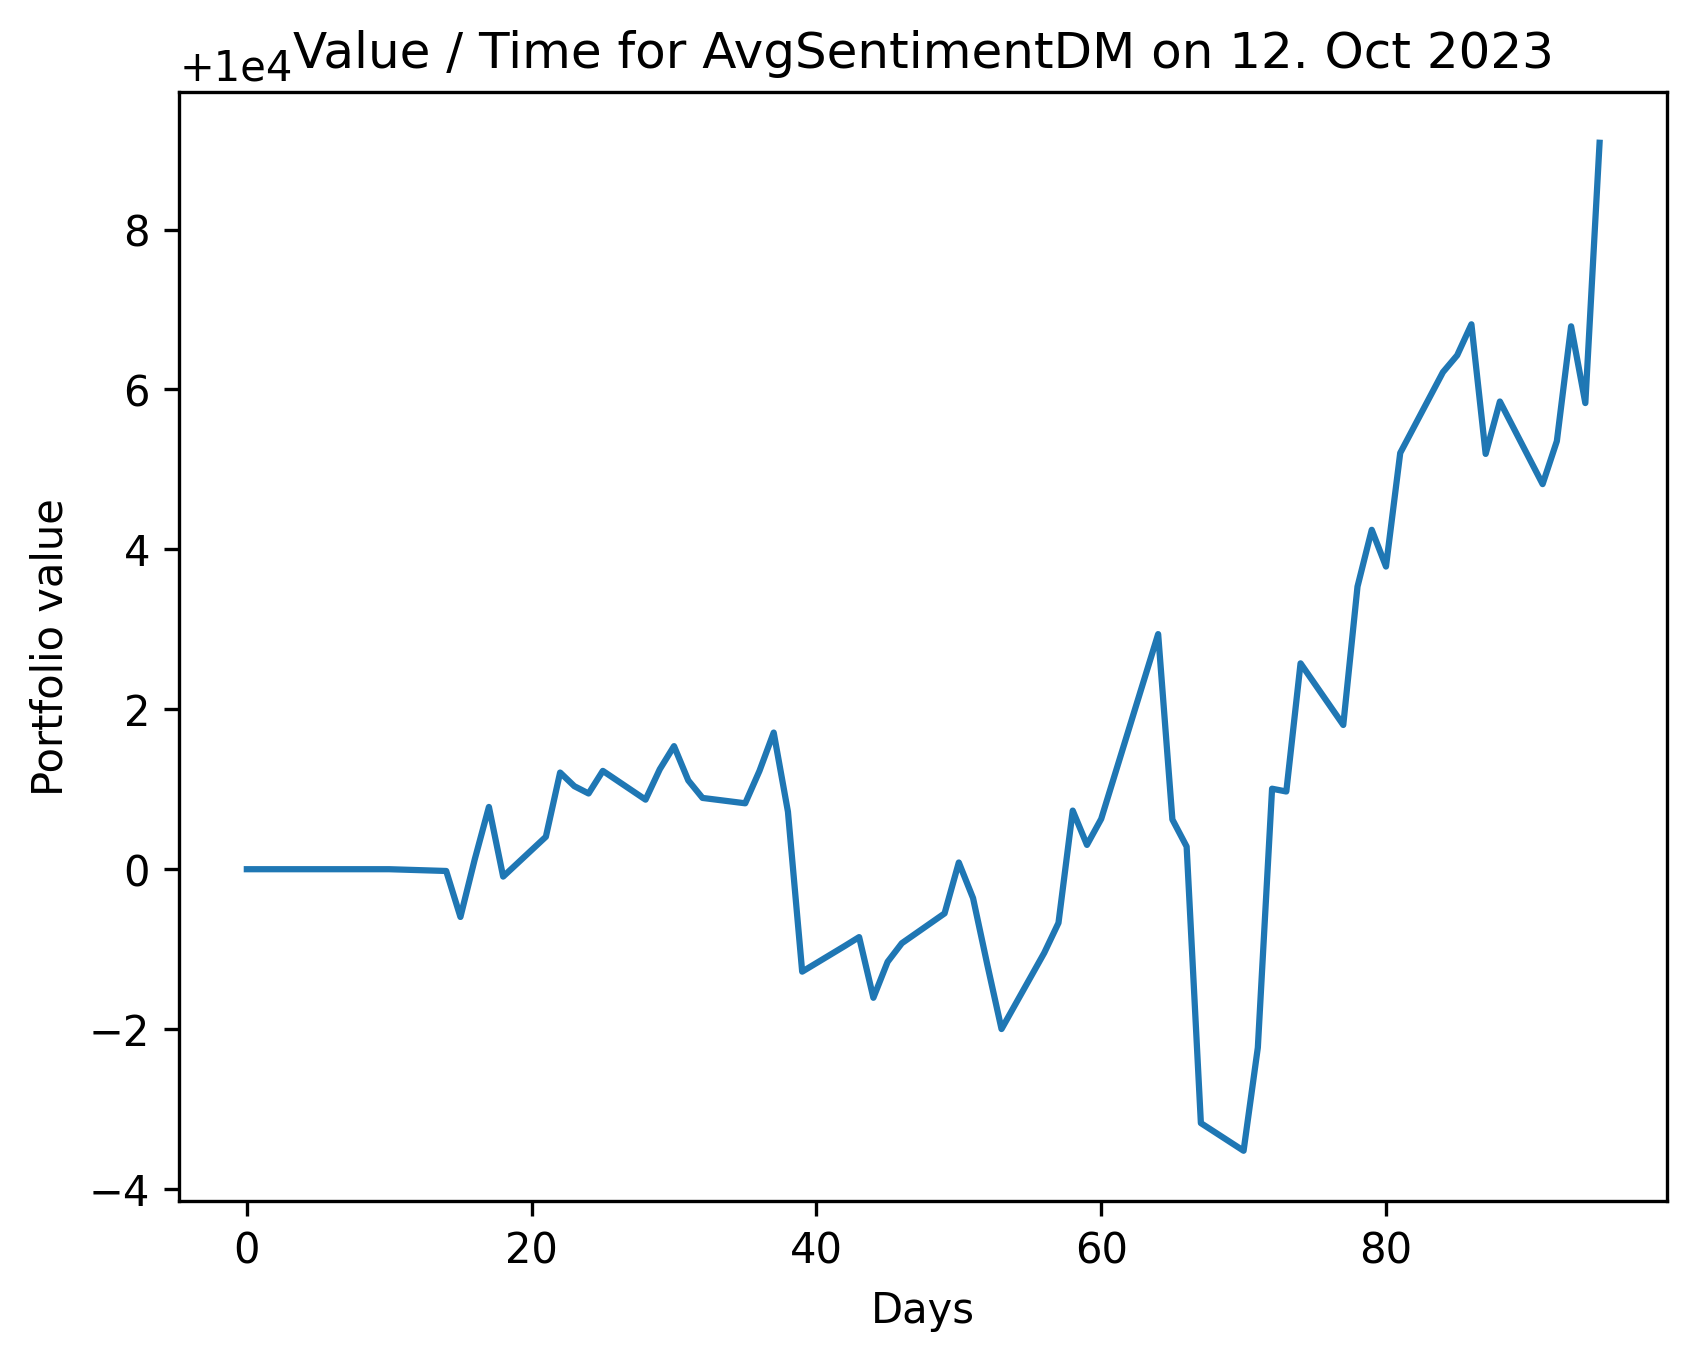 Value / Time for AvgSentimentDM on 12. Oct 2023
+1e4
8
6
4
2
0
−2
−4
Portfolio value
0 20 40 60 80
Days